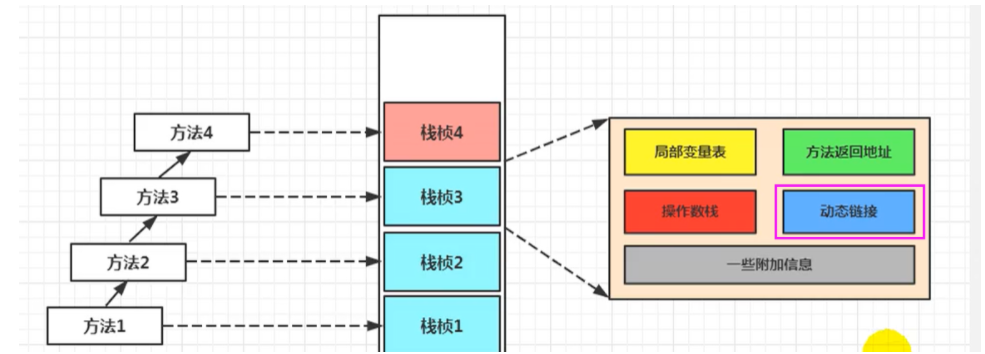 方法4
栈桢4
方法3
栈桢3
方法2
栈桢2
方法1
栈桢1
局部变量表
方法返回地址
操作数栈
动态链接
一些附加信息